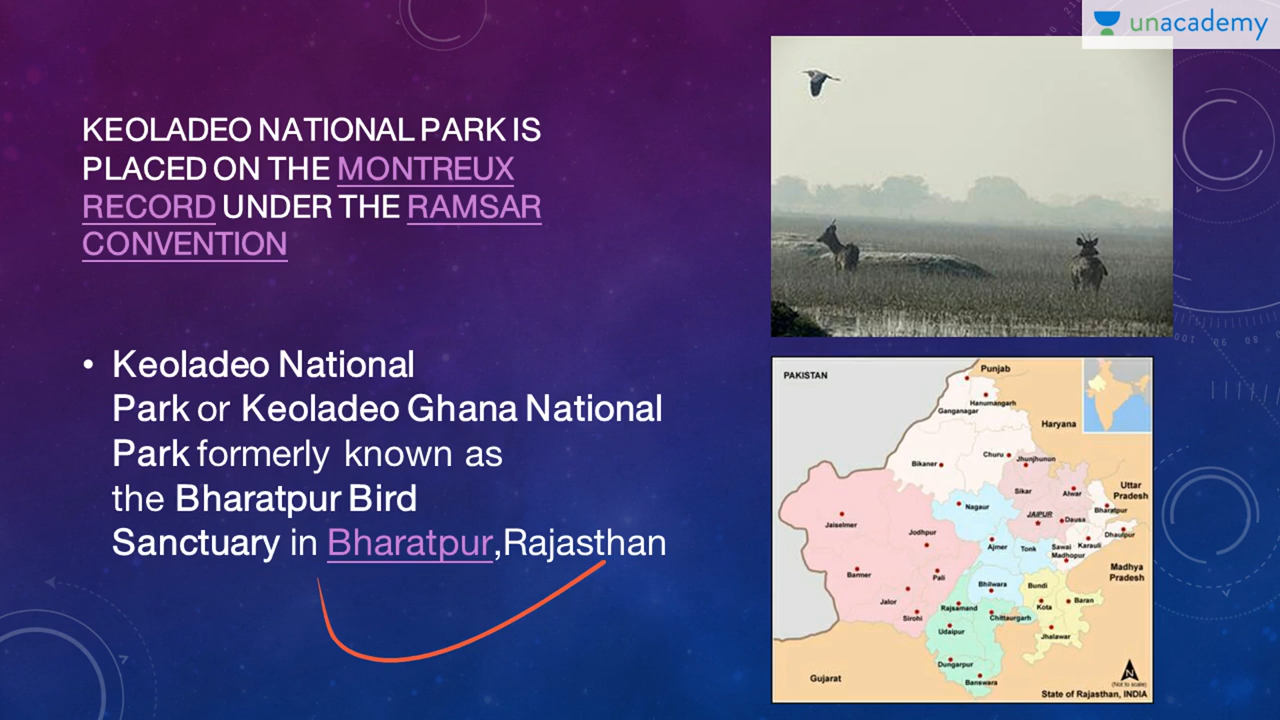 unacademy
KEOLADEO NATIONAL PARK IS
PLACED ON THE MONTREUX
RECORD UNDER THE RAMSAR
CONVENTION
• Keoladeo National
Park or Keoladeo Ghana National
Park formerly known as
the Bharatpur Bird
Sanctuary in Bharatpur,Rajasthan
PAKISTAN
Punjab
Hanumangarh
Ganganagar
Haryana
Churu
Jhunjhunun
Bikaner
Uttar
Pradesh
Sikar
Alwar
Nagaur
Bharatpur
JAIPUR
Jaiselmer
Dausa
Jodhpur
Dhaulpur
Ajmer
Tonk
Sawai
Madhopur
Karauli
Madhya
Pradesh
Barmer
Pali
Bhilwara
Bundi
Jalor
Rajsamand
Kota
Baran
Sirohi
Chittaurgarh
Udaipur
Jhalawar
Dungarpur
Banswara
Gujarat
N
(Not to scale)
State of Rajasthan, INDIA